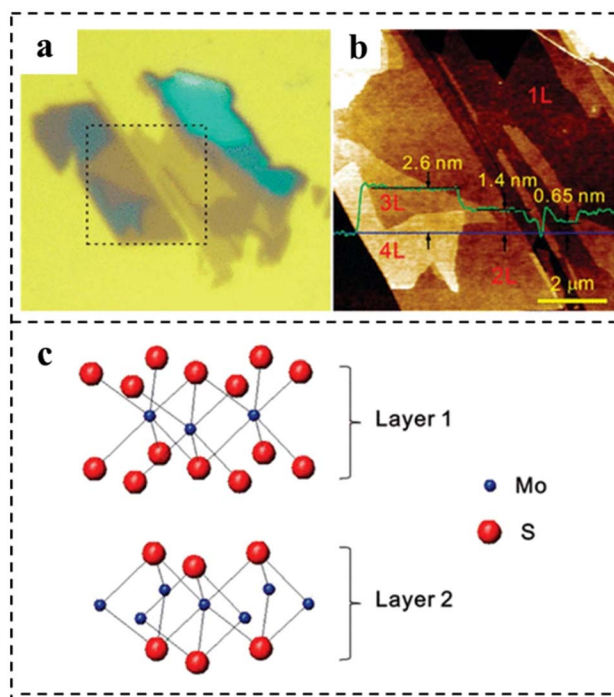 a
b
1L
2.6 nm
1.4 nm
0.65 nm
3L
4L
2L
2 μm
c
Layer 1
Mo
S
Layer 2